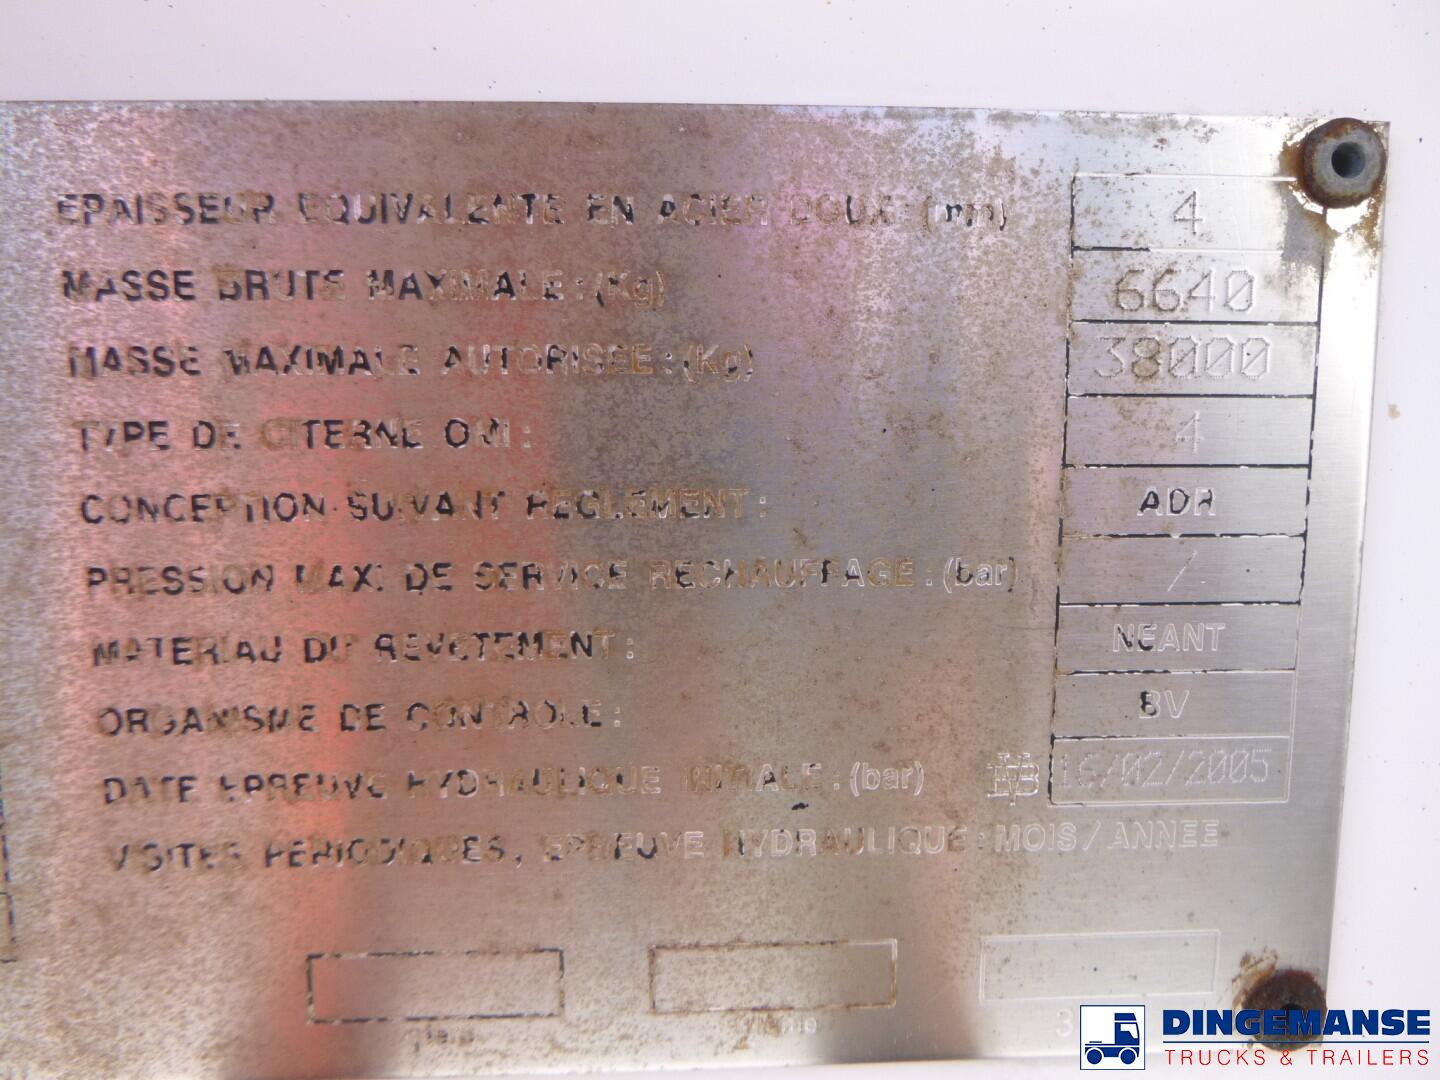 EPAISSEUR EQUIVALENTE EN ACIER DOUX : (mm) 4
MASSE BRUTE MAXIMALE : (Kg) 6640
MASSE MAXIMALE AUTORISEE : (Kg) 38000
TYPE DE CITERNE OMI : 4
CONCEPTION SUIVANT REGLEMENT : ADR
PRESSION MAXI DE SERVICE RECHAUFFAGE : (bar) /
MATERIAU DU REVETEMENT : NEANT
ORGANISME DE CONTROLE : BV
DATE EPREUVE HYDRAULIQUE INITIALE : (bar) 16/02/2005
VISITES PERIODIQUES, EPREUVE HYDRAULIQUE : MOIS / ANNEE
DINGEMANSE
TRUCKS & TRAILERS